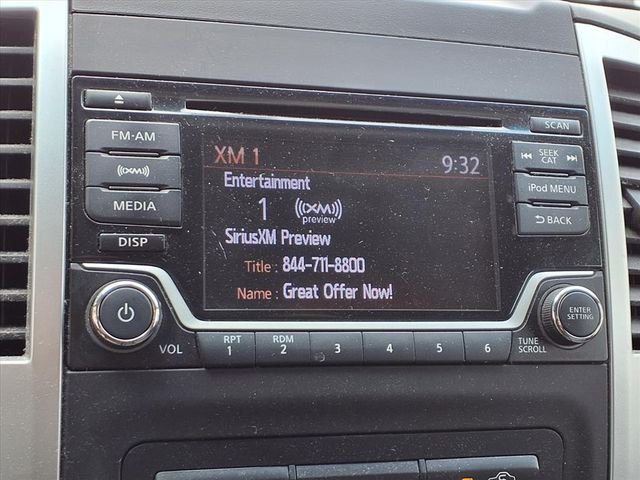 SCAN
FM-AM
XM 1
9:32
SEEK
CAT
Entertainment
1
((XM))
preview
((XM))
iPod MENU
MEDIA
BACK
SiriusXM Preview
DISP
Title : 844-711-8800
Name : Great Offer Now!
VOL
RPT
1
RDM
2
3
4
5
6
TUNE
SCROLL
ENTER
SETTING